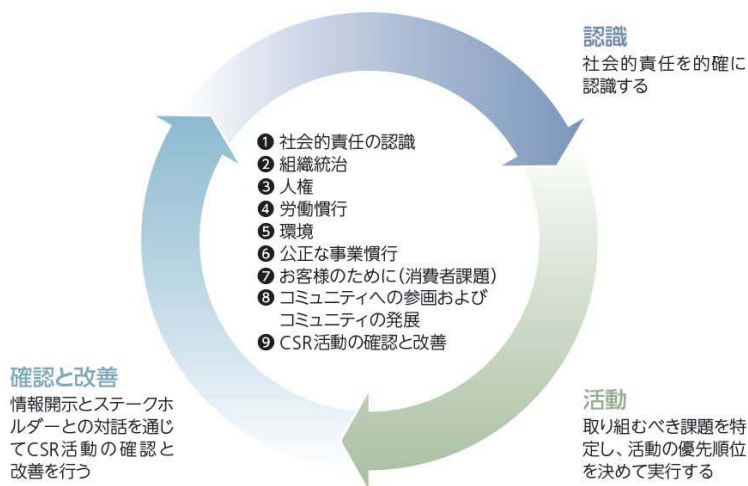 認識
社会的責任を的確に
認識する
❶ 社会的責任の認識
❷ 組織統治
❸ 人権
❹ 労働慣行
❺ 環境
❻ 公正な事業慣行
❼ お客様のために(消費者課題)
❽ コミュニティへの参画および
コミュニティの発展
❾ CSR活動の確認と改善
活動
取り組むべき課題を特
定し、活動の優先順位
を決めて実行する
確認と改善
情報開示とステークホ
ルダーとの対話を通じ
てCSR活動の確認と
改善を行う